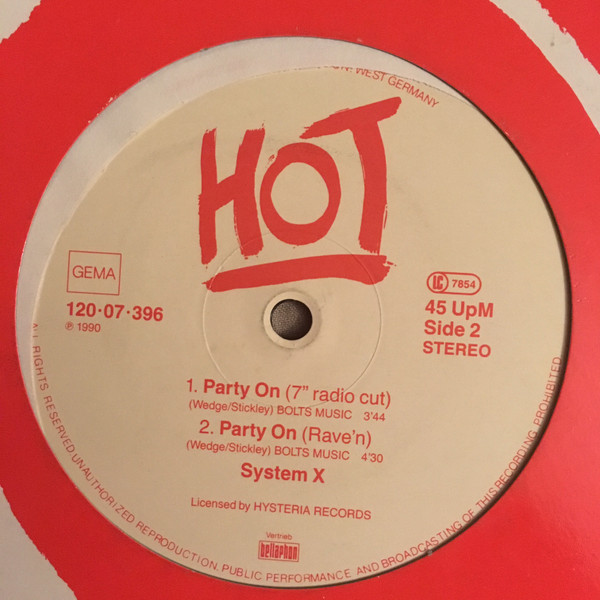 WEST GERMANY
HOT
GEMA
LC 7854
120·07·396
℗ 1990
45 UpM
Side 2
STEREO
1. Party On (7" radio cut)
(Wedge/Stickley) BOLTS MUSIC 3'44
2. Party On (Rave'n)
(Wedge/Stickley) BOLTS MUSIC 4'30
System X
Licensed by HYSTERIA RECORDS
Vertrieb
bellaphon
ALL RIGHTS RESERVED. UNAUTHORIZED REPRODUCTION, PUBLIC PERFORMANCE AND BROADCASTING OF THIS RECORDING PROHIBITED.